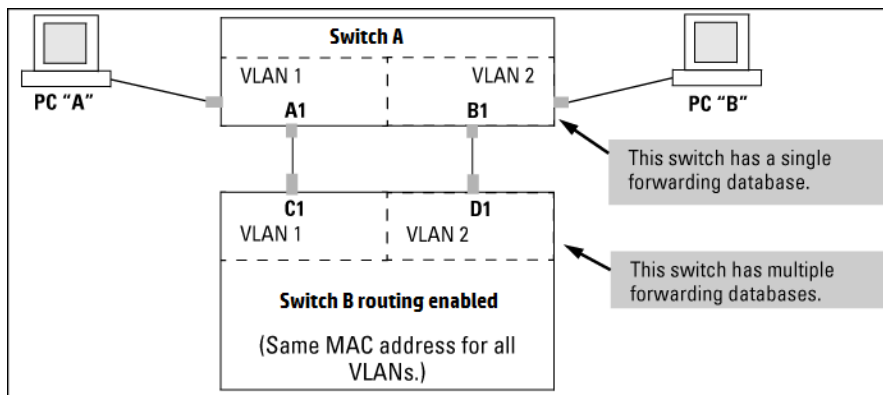 Switch A
VLAN 1
VLAN 2
PC "A"
A1
B1
PC "B"
This switch has a single
forwarding database.
C1
D1
VLAN 1
VLAN 2
This switch has multiple
forwarding databases.
Switch B routing enabled
(Same MAC address for all
VLANs.)